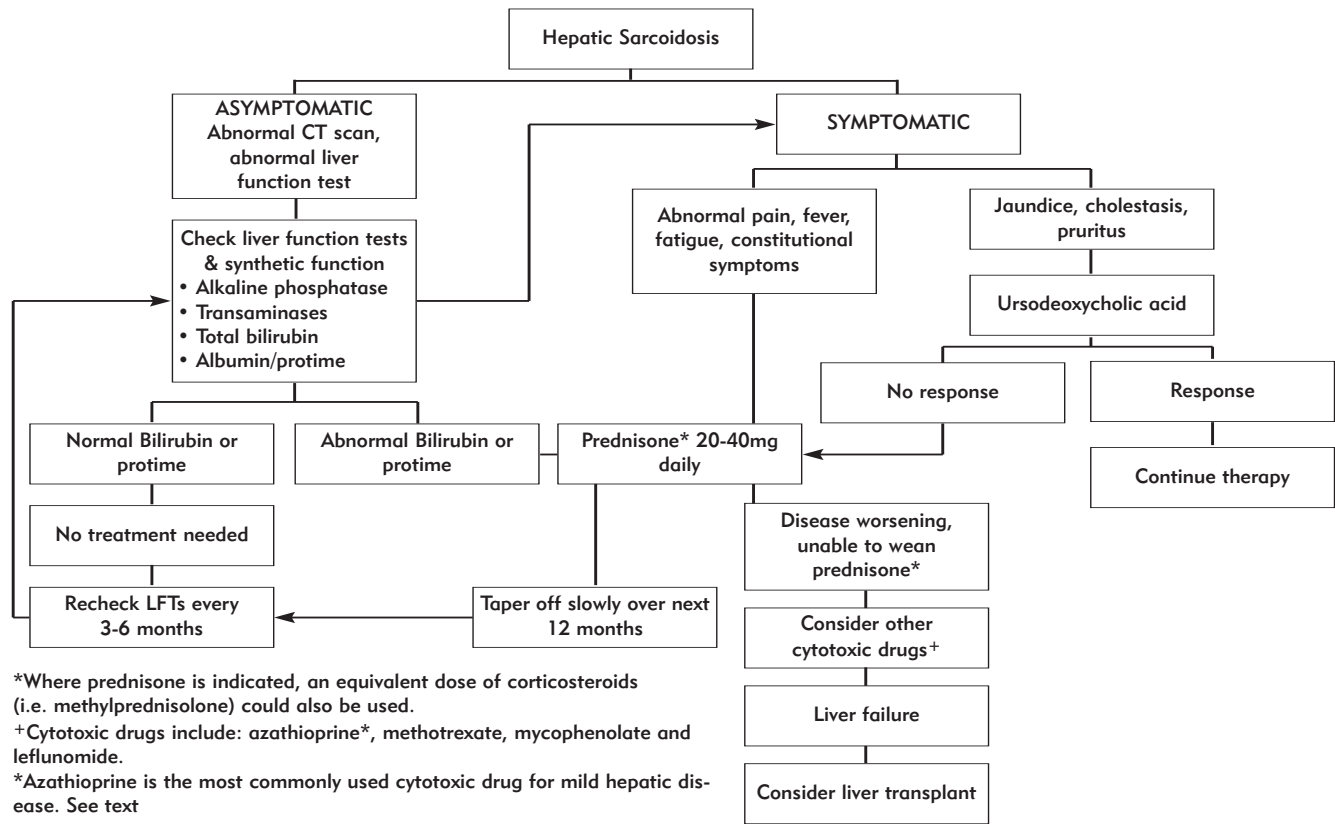 Hepatic Sarcoidosis
ASYMPTOMATIC
Abnormal CT scan,
abnormal liver
function test
SYMPTOMATIC
Check liver function tests
& synthetic function
• Alkaline phosphatase
• Transaminases
• Total bilirubin
• Albumin/protime
Abnormal pain, fever,
fatigue, constitutional
symptoms
Jaundice, cholestasis,
pruritus
Ursodeoxycholic acid
No response
Response
Normal Bilirubin or
protime
Abnormal Bilirubin or
protime
Prednisone* 20-40mg
daily
Continue therapy
No treatment needed
Disease worsening,
unable to wean
prednisone*
Recheck LFTs every
3-6 months
Taper off slowly over next
12 months
Consider other
cytotoxic drugs+
Liver failure
Consider liver transplant
*Where prednisone is indicated, an equivalent dose of corticosteroids
(i.e. methylprednisolone) could also be used.
+Cytotoxic drugs include: azathioprine*, methotrexate, mycophenolate and
leflunomide.
*Azathioprine is the most commonly used cytotoxic drug for mild hepatic dis-
ease. See text